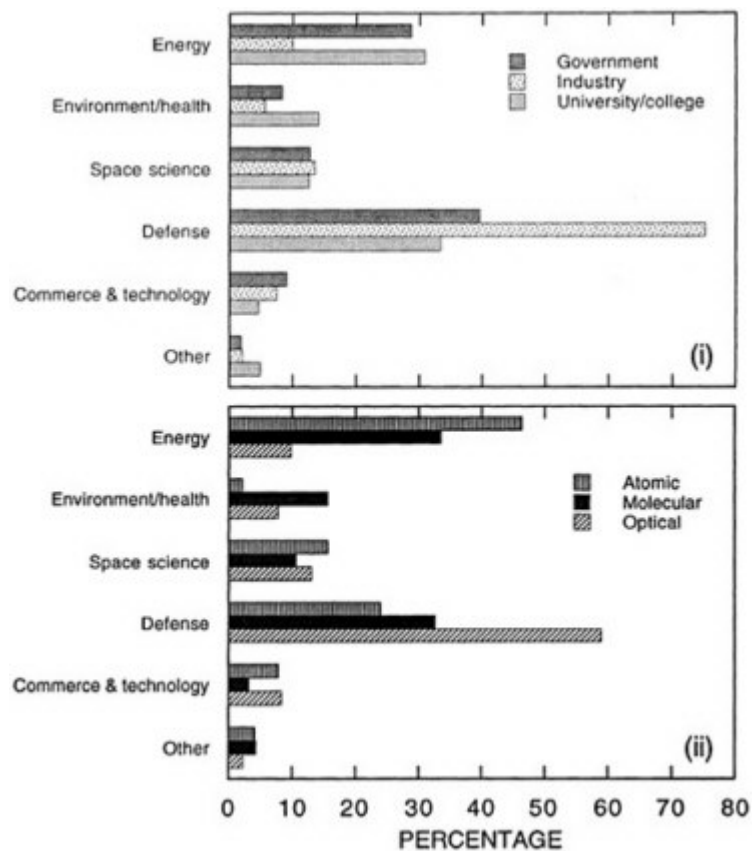 Energy
Government
Industry
Environment/health
University/college
Space science
Defense
Commerce & technology
Other
(i)
Energy
Atomic
Environment/health
Molecular
Optical
Space science
Defense
Commerce & technology
Other
(ii)
0 10 20 30 40 50 60 70 80
PERCENTAGE